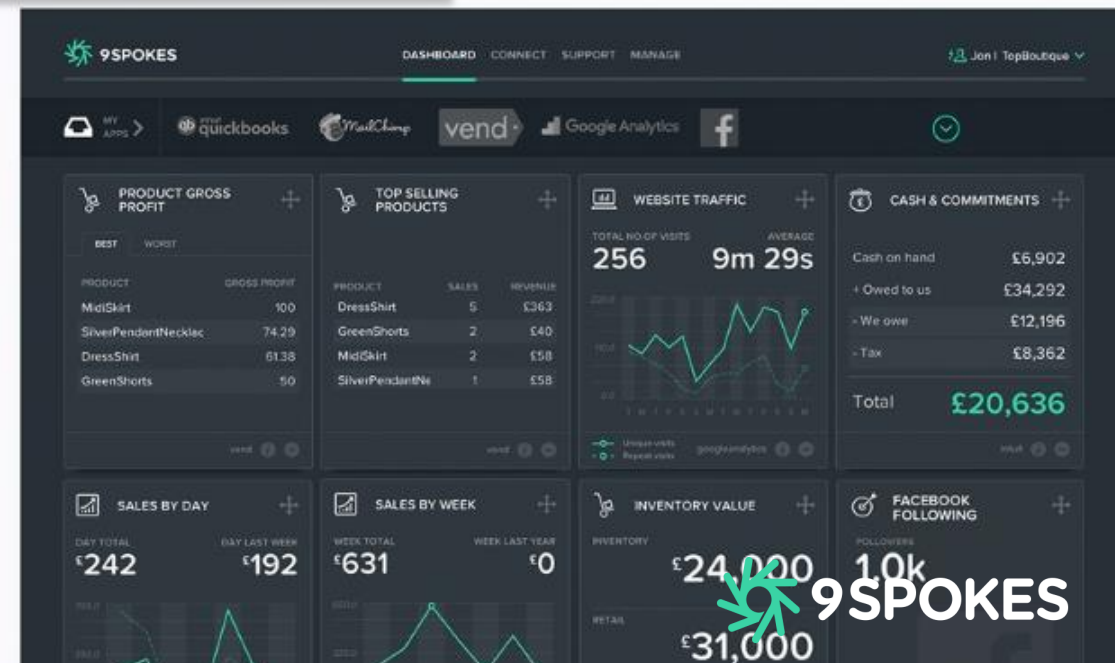 9SPOKES
DASHBOARD CONNECT SUPPORT MANAGE
Jon | TopBoutique
MY APPS
quickbooks
MailChimp
vend
Google Analytics
f
PRODUCT GROSS
PROFIT
BEST WORST
PRODUCT GROSS PROFIT
MidiSkirt 100
SilverPendantNecklac 74.29
DressShirt 61.38
GreenShorts 50
vend
TOP SELLING
PRODUCTS
PRODUCT SALES REVENUE
DressShirt 5 £363
GreenShorts 2 £40
MidiSkirt 2 £58
SilverPendantNe 1 £58
vend
WEBSITE TRAFFIC
TOTAL NO OF VISITS AVERAGE
256 9m 29s
T W T F S S M T W T F S S M
Unique visits
Repeat visits
googleanalytics
CASH & COMMITMENTS
Cash on hand £6,902
+ Owed to us £34,292
- We owe £12,196
- Tax £8,362
Total £20,636
intuit
SALES BY DAY
DAY TOTAL DAY LAST WEEK
£242 £192
SALES BY WEEK
WEEK TOTAL WEEK LAST YEAR
£631 £0
INVENTORY VALUE
INVENTORY
£24,000
RETAIL
£31,000
FACEBOOK
FOLLOWING
FOLLOWERS
1.0k
9SPOKES